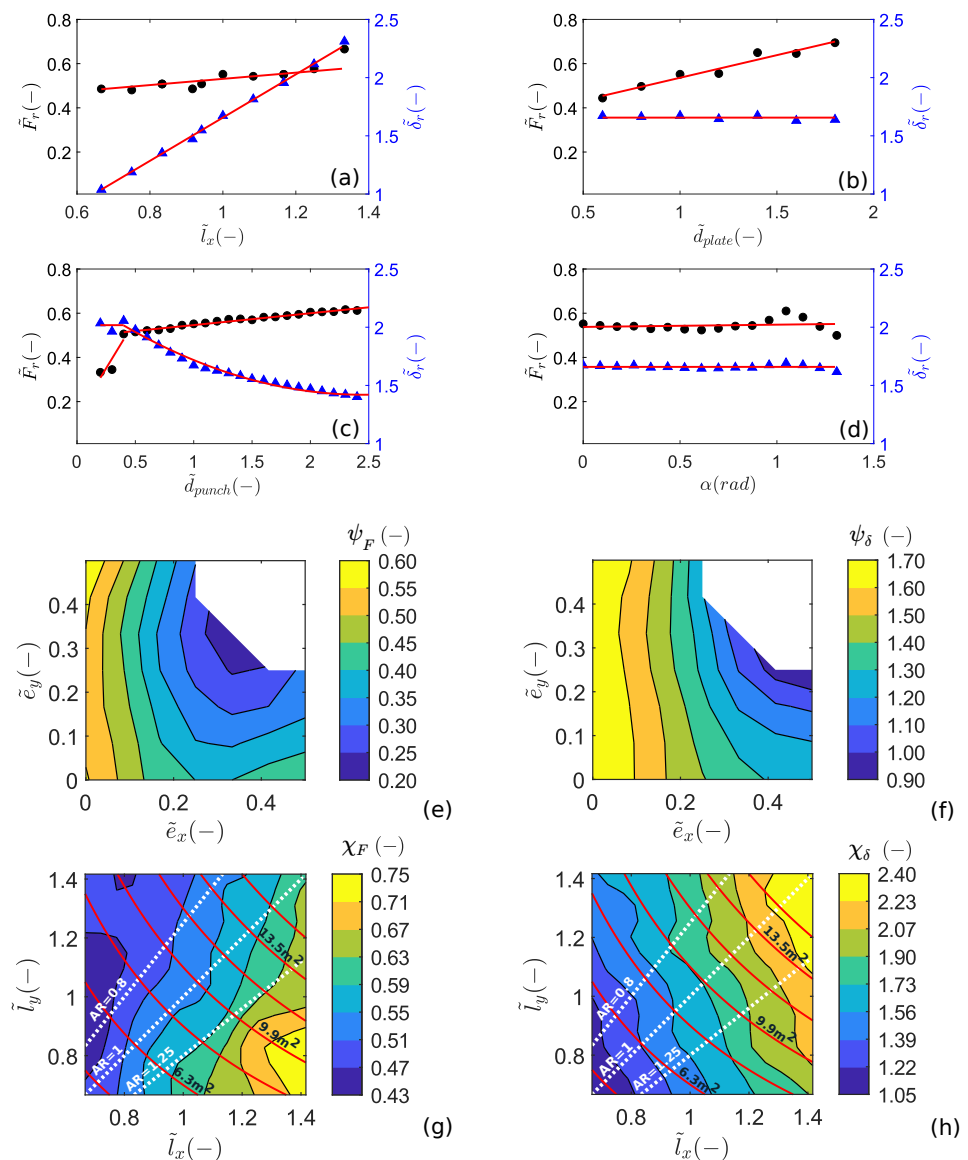 0.8 2.5
0.6 2
0.4 1.5
0.2 1
F̃r(−)
δ̃r(−)
(a)
0.6 0.8 1 1.2 1.4
l̃x(−)
0.8 2.5
0.6 2
0.4 1.5
0.2 1
F̃r(−)
δ̃r(−)
(b)
0.5 1 1.5 2
d̃plate(−)
0.8 2.5
0.6 2
0.4 1.5
0.2 1
F̃r(−)
δ̃r(−)
(c)
0 0.5 1 1.5 2 2.5
d̃punch(−)
0.8 2.5
0.6 2
0.4 1.5
0.2 1
F̃r(−)
δ̃r(−)
(d)
0 0.5 1 1.5
α(rad)
ψF (−)
0.60
0.55
0.50
0.45
0.40
0.35
0.30
0.25
0.20
0.4
0.3
0.2
0.1
0
ẽy(−)
0 0.2 0.4
ẽx(−)
(e)
ψδ (−)
1.70
1.60
1.50
1.40
1.30
1.20
1.10
1.00
0.90
0.4
0.3
0.2
0.1
0
ẽy(−)
0 0.2 0.4
ẽx(−)
(f)
χF (−)
0.75
0.71
0.67
0.63
0.59
0.55
0.51
0.47
0.43
1.4
1.2
1
0.8
l̃y(−)
AR=0.8
AR=1
AR=1.25
13.5m²
9.9m²
6.3m²
0.8 1 1.2 1.4
l̃x(−)
(g)
χδ (−)
2.40
2.23
2.07
1.90
1.73
1.56
1.39
1.22
1.05
1.4
1.2
1
0.8
l̃y(−)
AR=0.8
AR=1
AR=1.25
13.5m²
9.9m²
6.3m²
0.8 1 1.2 1.4
l̃x(−)
(h)